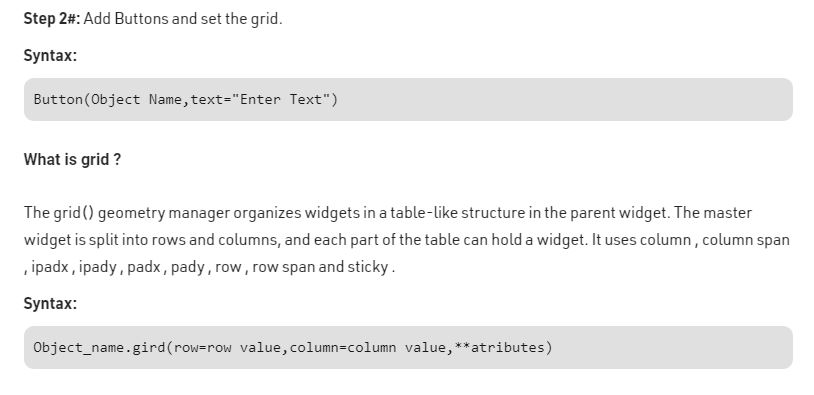 Step 2#: Add Buttons and set the grid.
Syntax:
Button(Object Name,text="Enter Text")
What is grid ?
The grid() geometry manager organizes widgets in a table-like structure in the parent widget. The master
widget is split into rows and columns, and each part of the table can hold a widget. It uses column , column span
, ipadx , ipady , padx , pady , row , row span and sticky .
Syntax:
Object_name.gird(row=row value,column=column value,**atributes)